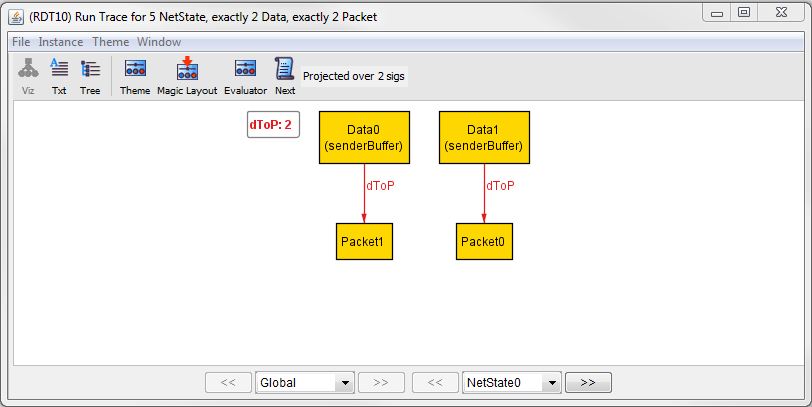 (RDT10) Run Trace for 5 NetState, exactly 2 Data, exactly 2 Packet
File Instance Theme Window
Viz Txt Tree Theme Magic Layout Evaluator Next Projected over 2 sigs
dToP: 2
Data0
(senderBuffer)
Data1
(senderBuffer)
dToP
dToP
Packet1
Packet0
<< Global >> << NetState0 >>